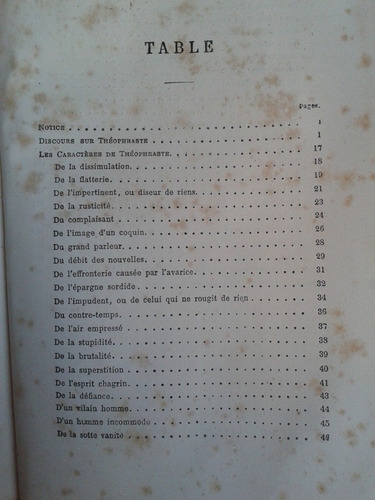 TABLE
Pages.
NOTICE . . . . . . . . . . . . . . . . . . . . . . . . I
DISCOURS SUR THÉOPHRASTE . . . . . . . . . . . . . . . 1
LES CARACTÈRES DE THÉOPHRASTE. . . . . . . . . . . . . 17
De la dissimulation. . . . . . . . . . . . . . . . . . 18
De la flatterie. . . . . . . . . . . . . . . . . . . . 19
De l'impertinent, ou diseur de riens. . . . . . . . . . 21
De la rusticité. . . . . . . . . . . . . . . . . . . . 23
Du complaisant . . . . . . . . . . . . . . . . . . . . 24
De l'image d'un coquin. . . . . . . . . . . . . . . . . 26
Du grand parleur. . . . . . . . . . . . . . . . . . . . 28
Du débit des nouvelles. . . . . . . . . . . . . . . . . 29
De l'effronterie causée par l'avarice. . . . . . . . . 31
De l'épargne sordide . . . . . . . . . . . . . . . . . 32
De l'impudent, ou de celui qui ne rougit de rien . . . 34
Du contre-temps. . . . . . . . . . . . . . . . . . . . 36
De l'air empressé . . . . . . . . . . . . . . . . . . . 37
De la stupidité. . . . . . . . . . . . . . . . . . . . 38
De la brutalité. . . . . . . . . . . . . . . . . . . . 39
De la superstition . . . . . . . . . . . . . . . . . . 40
De l'esprit chagrin. . . . . . . . . . . . . . . . . . 41
De la défiance. . . . . . . . . . . . . . . . . . . . . 43
D'un vilain homme. . . . . . . . . . . . . . . . . . . 44
D'un homme incommode . . . . . . . . . . . . . . . . . 45
De la sotte vanité . . . . . . . . . . . . . . . . . . 46